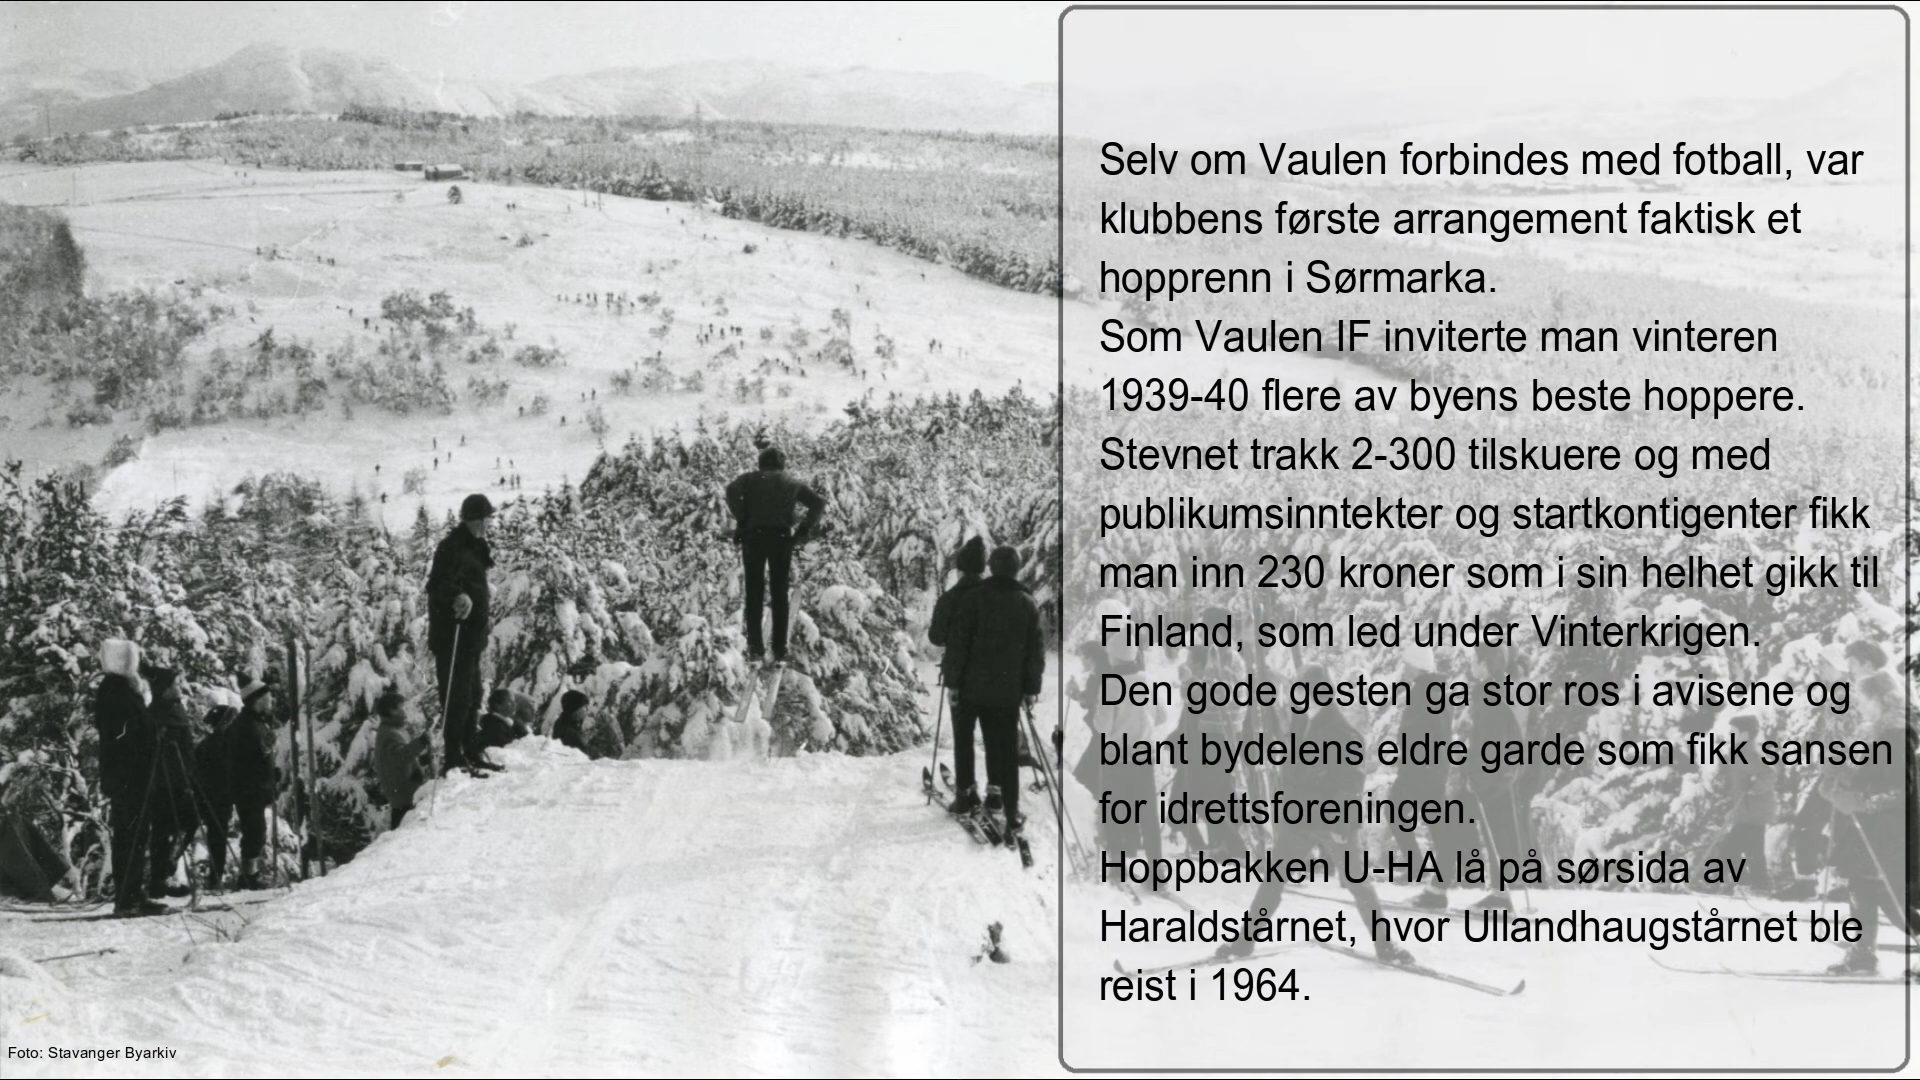 Selv om Vaulen forbindes med fotball, var
klubbens første arrangement faktisk et
hopprenn i Sørmarka.
Som Vaulen IF inviterte man vinteren
1939-40 flere av byens beste hoppere.
Stevnet trakk 2-300 tilskuere og med
publikumsinntekter og startkontigenter fikk
man inn 230 kroner som i sin helhet gikk til
Finland, som led under Vinterkrigen.
Den gode gesten ga stor ros i avisene og
blant bydelens eldre garde som fikk sansen
for idrettsforeningen.
Hoppbakken U-HA lå på sørsida av
Haraldstårnet, hvor Ullandhaugstårnet ble
reist i 1964.
Foto: Stavanger Byarkiv